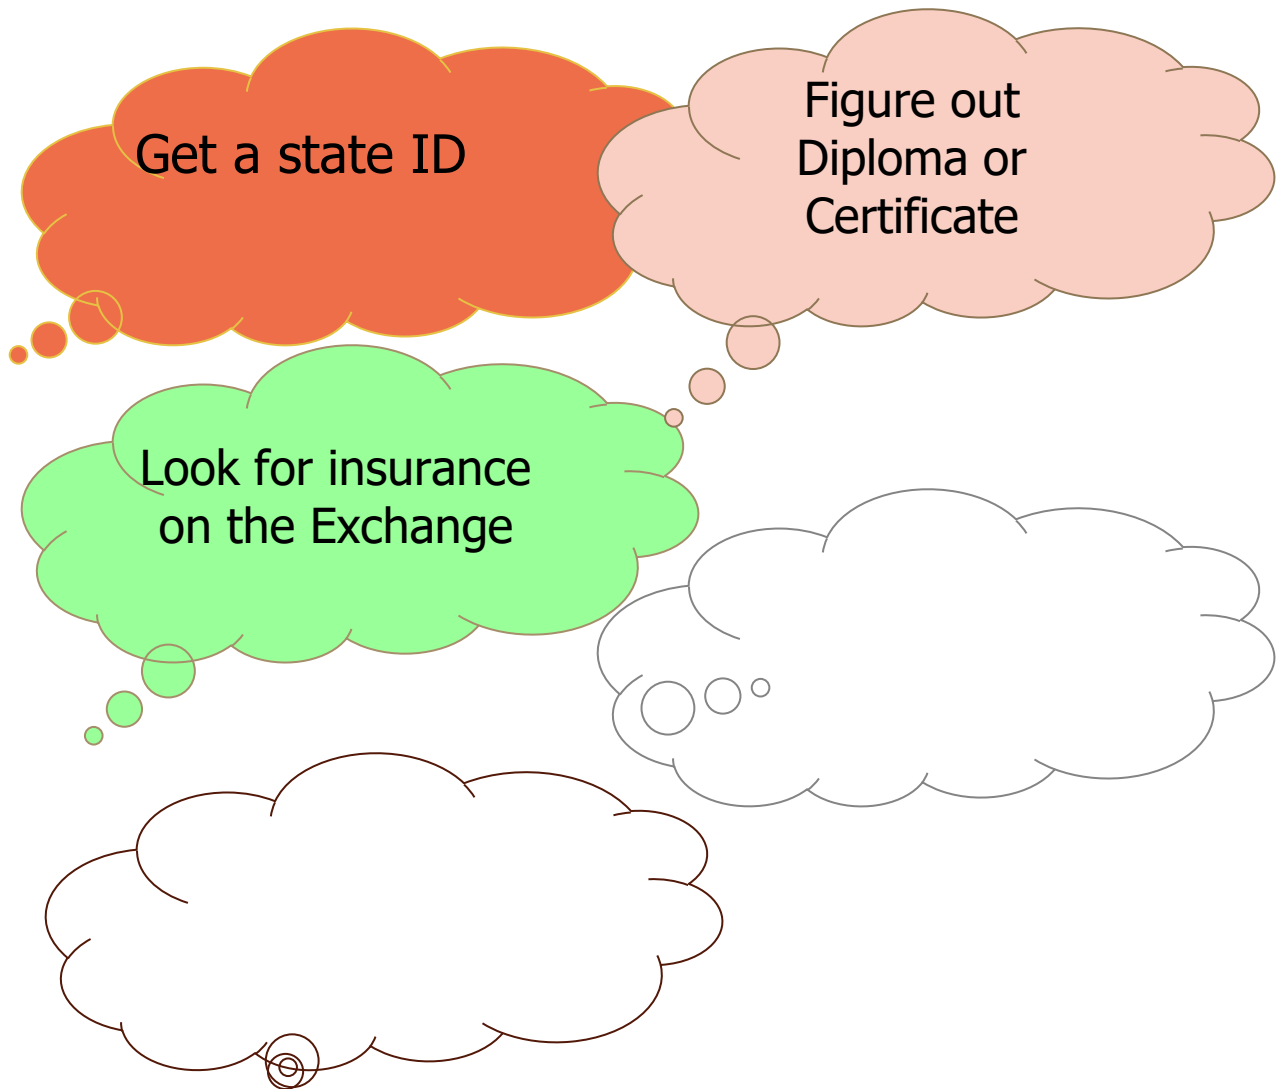 Get a state ID
Figure out
Diploma or
Certificate
Look for insurance
on the Exchange